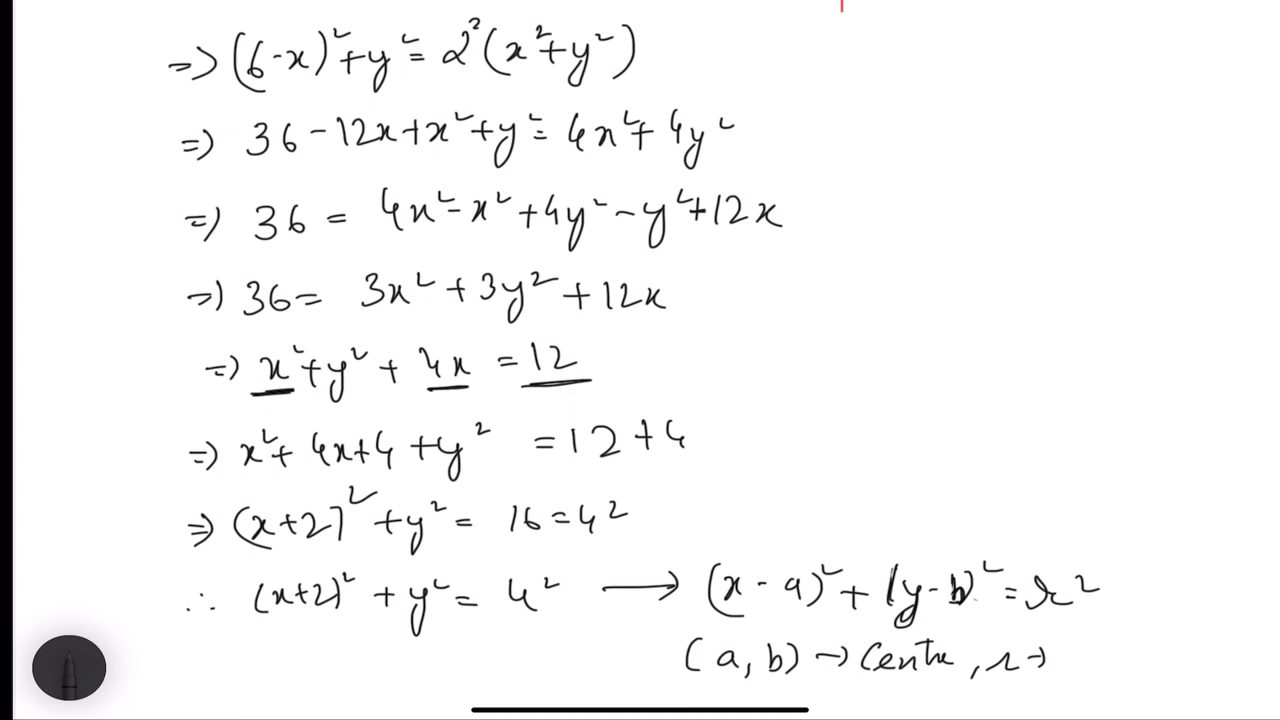 => (6-x)² + y² = 2²(x²+y²)
=> 36 - 12x + x² + y² = 4x² + 4y²
=> 36 = 4x² - x² + 4y² - y² + 12x
=> 36 = 3x² + 3y² + 12x
=> x² + y² + 4x = 12
=> x² + 4x + 4 + y² = 12 + 4
=> (x+2)² + y² = 16 = 4²
∴ (x+2)² + y² = 4² → (x - a)² + (y - b)² = r²
(a, b) → Centre, r →